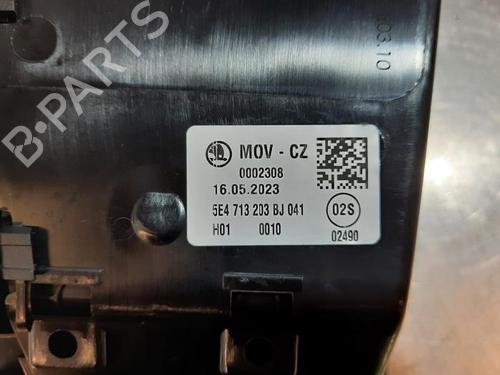 B-PARTS
.03.10
MOV - CZ
0002308
16.05.2023
5E4 713 203 BJ 041
02S
H01 0010
02490